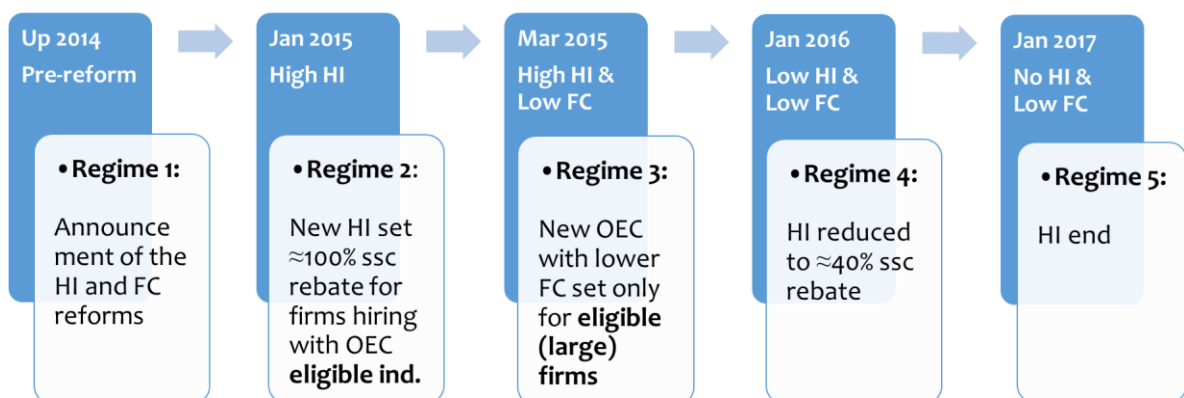 Up 2014
Pre-reform
• Regime 1:
Announce
ment of the
HI and FC
reforms
Jan 2015
High HI
• Regime 2:
New HI set
≈100% ssc
rebate for
firms hiring
with OEC
eligible ind.
Mar 2015
High HI &
Low FC
• Regime 3:
New OEC
with lower
FC set only
for eligible
(large)
firms
Jan 2016
Low HI &
Low FC
• Regime 4:
HI reduced
to ≈40% ssc
rebate
Jan 2017
No HI &
Low FC
• Regime 5:
HI end